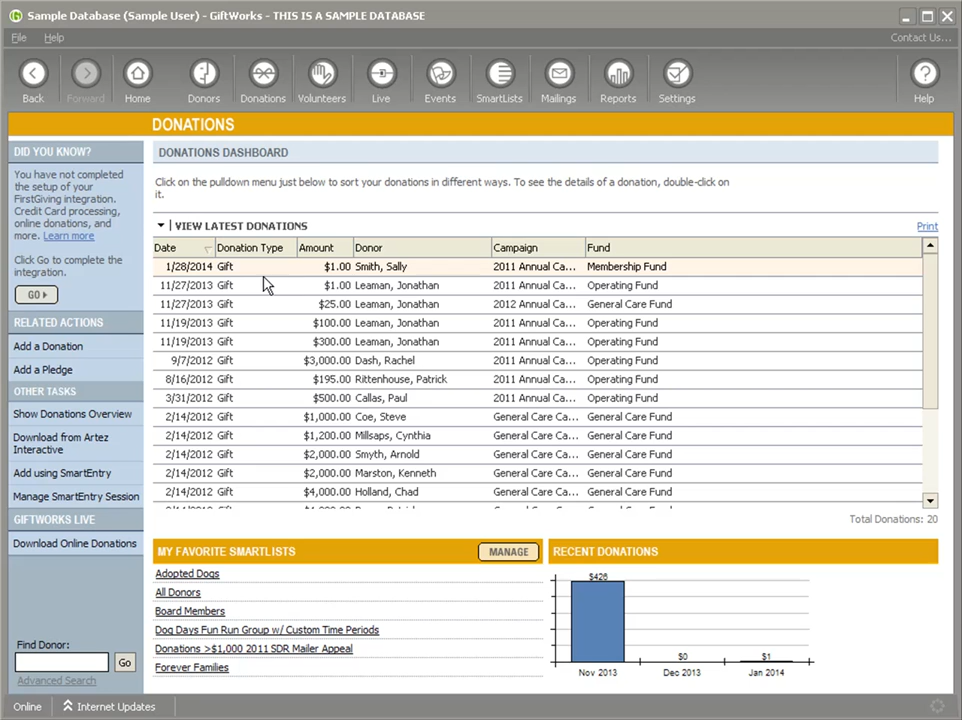 Sample Database (Sample User) - GiftWorks - THIS IS A SAMPLE DATABASE
File Help Contact Us...
Back Forward Home Donors Donations Volunteers Live Events SmartLists Mailings Reports Settings Help
DONATIONS
DID YOU KNOW?
You have not completed
the setup of your
FirstGiving integration.
Credit Card processing,
online donations, and
more. Learn more
Click Go to complete the
integration.
GO
RELATED ACTIONS
Add a Donation
Add a Pledge
OTHER TASKS
Show Donations Overview
Download from Artez
Interactive
Add using SmartEntry
Manage SmartEntry Session
GIFTWORKS LIVE
Download Online Donations
Find Donor:
Go
Advanced Search
DONATIONS DASHBOARD
Click on the pulldown menu just below to sort your donations in different ways. To see the details of a donation, double-click on
it.
VIEW LATEST DONATIONS Print
Date Donation Type Amount Donor Campaign Fund
1/28/2014 Gift $1.00 Smith, Sally 2011 Annual Ca... Membership Fund
11/27/2013 Gift $1.00 Leaman, Jonathan 2011 Annual Ca... Operating Fund
11/27/2013 Gift $25.00 Leaman, Jonathan 2012 Annual Ca... General Care Fund
11/19/2013 Gift $100.00 Leaman, Jonathan 2011 Annual Ca... Operating Fund
11/19/2013 Gift $300.00 Leaman, Jonathan 2011 Annual Ca... Operating Fund
9/7/2012 Gift $3,000.00 Dash, Rachel 2011 Annual Ca... Operating Fund
8/16/2012 Gift $195.00 Rittenhouse, Patrick 2011 Annual Ca... Operating Fund
3/31/2012 Gift $500.00 Callas, Paul 2011 Annual Ca... Operating Fund
2/14/2012 Gift $1,000.00 Coe, Steve General Care Ca... General Care Fund
2/14/2012 Gift $1,200.00 Millsaps, Cynthia General Care Ca... General Care Fund
2/14/2012 Gift $2,000.00 Smyth, Arnold General Care Ca... General Care Fund
2/14/2012 Gift $2,000.00 Marston, Kenneth General Care Ca... General Care Fund
2/14/2012 Gift $4,000.00 Holland, Chad General Care Ca... General Care Fund
Total Donations: 20
MY FAVORITE SMARTLISTS MANAGE
Adopted Dogs
All Donors
Board Members
Dog Days Fun Run Group w/ Custom Time Periods
Donations >$1,000 2011 SDR Mailer Appeal
Forever Families
RECENT DONATIONS
$426
$0 $1
Nov 2013 Dec 2013 Jan 2014
Online Internet Updates